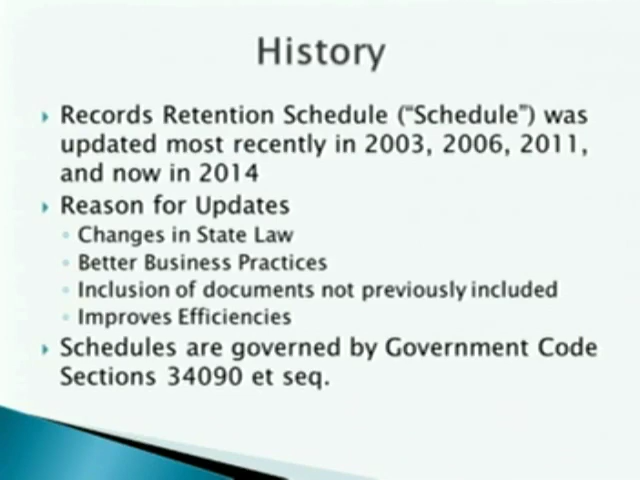 History
Records Retention Schedule (“Schedule”) was
updated most recently in 2003, 2006, 2011,
and now in 2014
Reason for Updates
Changes in State Law
Better Business Practices
Inclusion of documents not previously included
Improves Efficiencies
Schedules are governed by Government Code
Sections 34090 et seq.